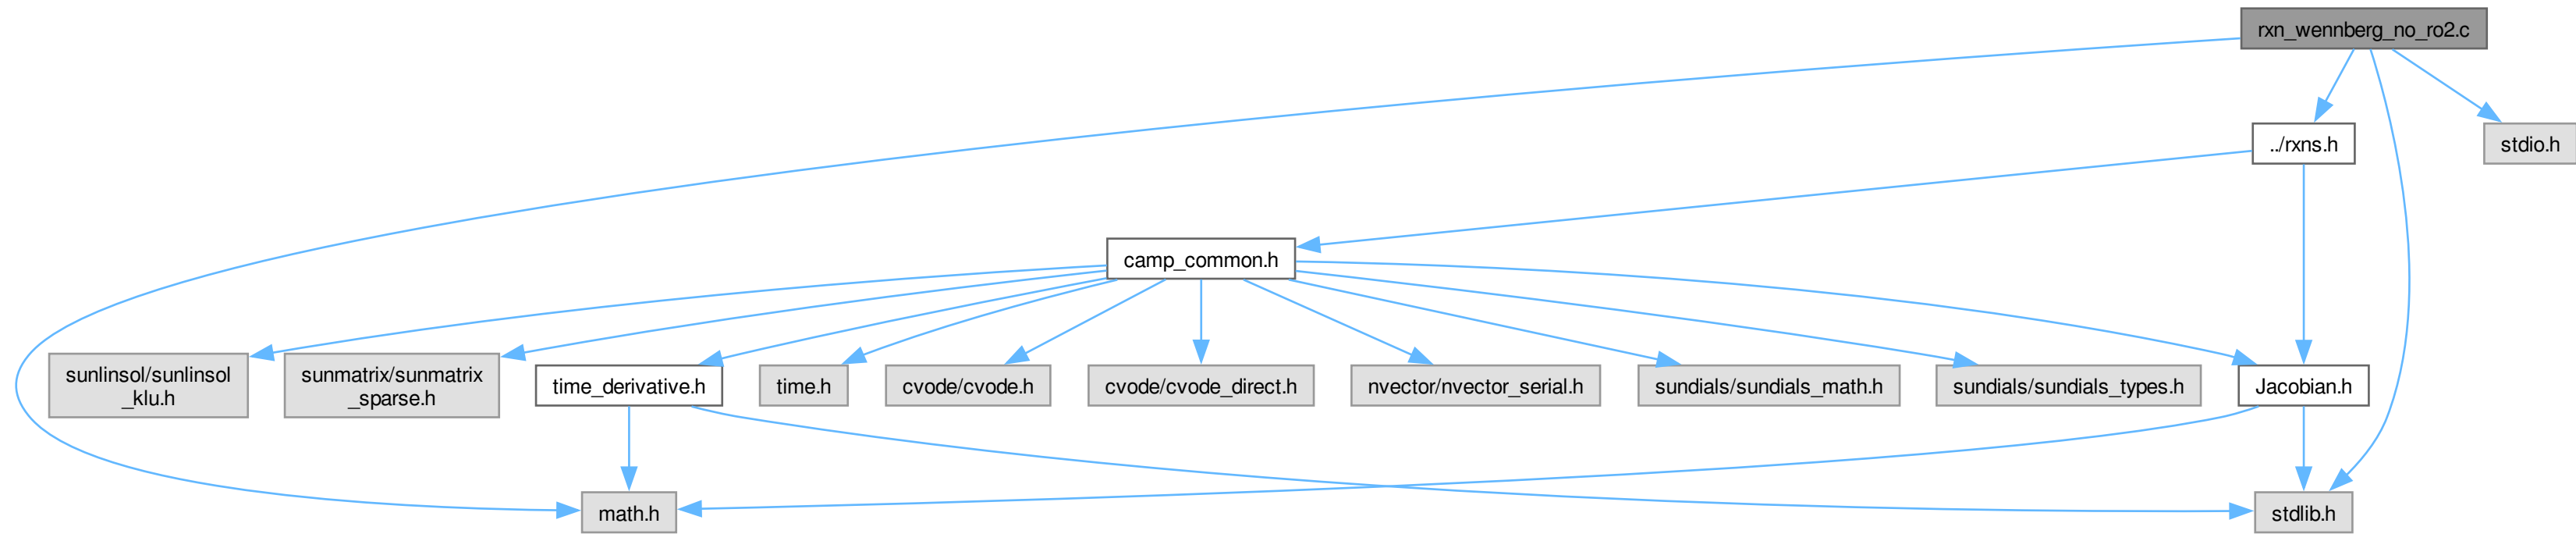 rxn_wennberg_no_ro2.c
../rxns.h
stdio.h
camp_common.h
sunlinsol/sunlinsol
_klu.h
sunmatrix/sunmatrix
_sparse.h
time_derivative.h
time.h
cvode/cvode.h
cvode/cvode_direct.h
nvector/nvector_serial.h
sundials/sundials_math.h
sundials/sundials_types.h
Jacobian.h
math.h
stdlib.h